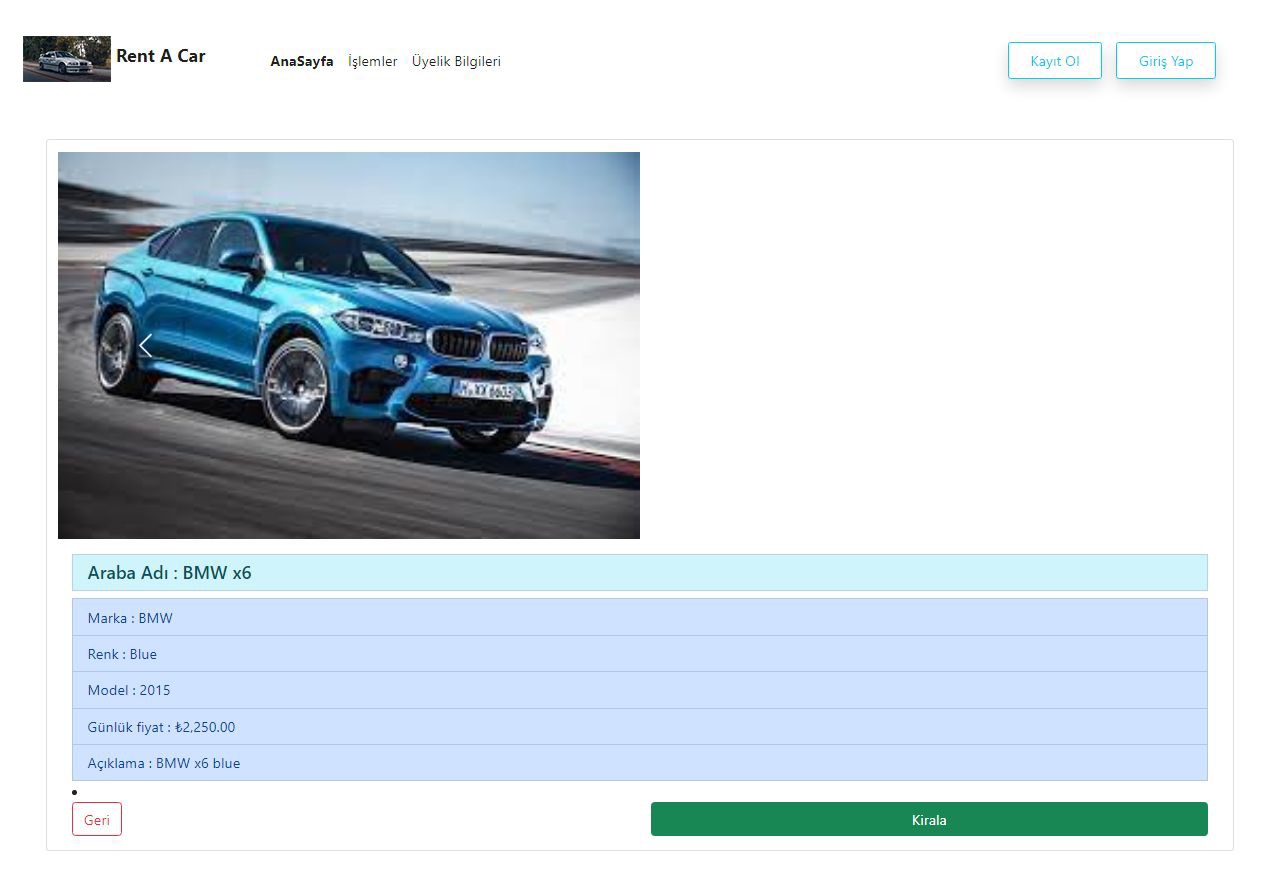 Rent A Car
AnaSayfa İşlemler Üyelik Bilgileri
Kayıt Ol Giriş Yap
Araba Adı : BMW x6
Marka : BMW
Renk : Blue
Model : 2015
Günlük fiyat : ₺2,250.00
Açıklama : BMW x6 blue
Geri
Kirala